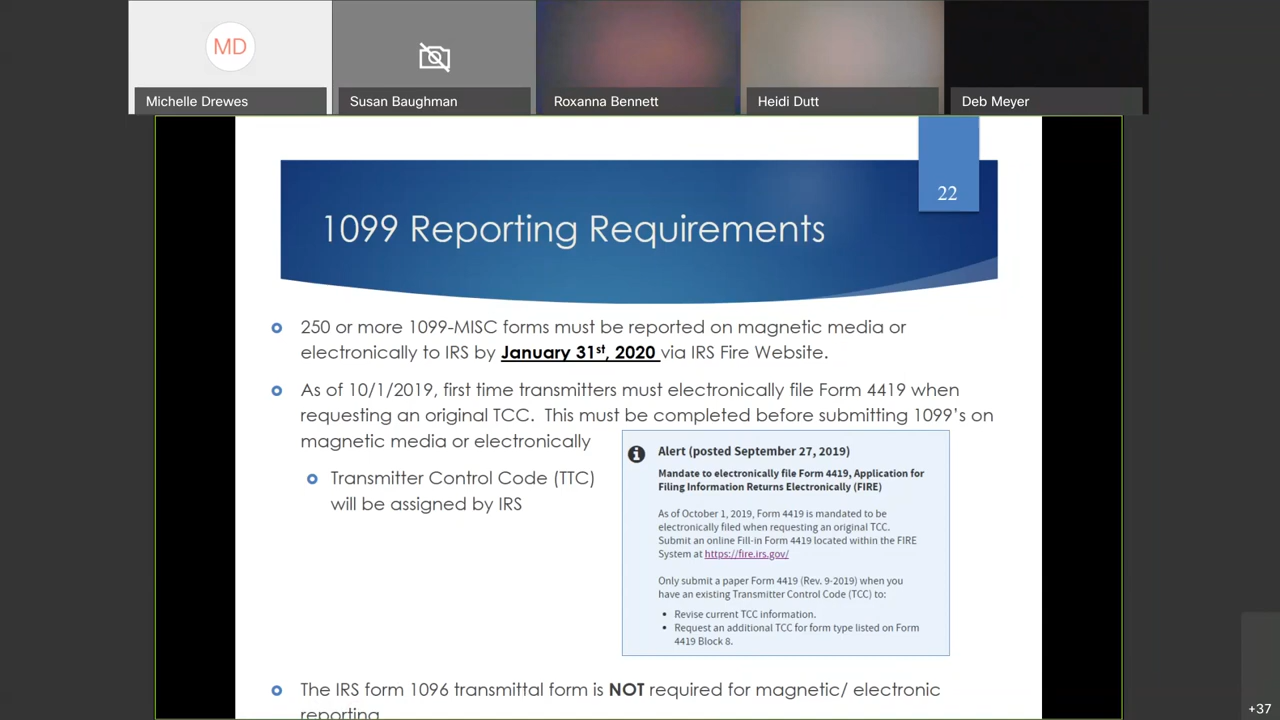 MD
Michelle Drewes
Susan Baughman
Roxanna Bennett
Heidi Dutt
Deb Meyer
22
1099 Reporting Requirements
250 or more 1099-MISC forms must be reported on magnetic media or
electronically to IRS by January 31st, 2020 via IRS Fire Website.
As of 10/1/2019, first time transmitters must electronically file Form 4419 when
requesting an original TCC. This must be completed before submitting 1099's on
magnetic media or electronically
Transmitter Control Code (TTC)
will be assigned by IRS
Alert (posted September 27, 2019)
Mandate to electronically file Form 4419, Application for
Filing Information Returns Electronically (FIRE)
As of October 1, 2019, Form 4419 is mandated to be
electronically filed when requesting an original TCC.
Submit an online Fill-in Form 4419 located within the FIRE
System at https://fire.irs.gov/
Only submit a paper Form 4419 (Rev. 9-2019) when you
have an existing Transmitter Control Code (TCC) to:
Revise current TCC information.
Request an additional TCC for form type listed on Form
4419 Block 8.
The IRS form 1096 transmittal form is NOT required for magnetic/ electronic
reporting
+37